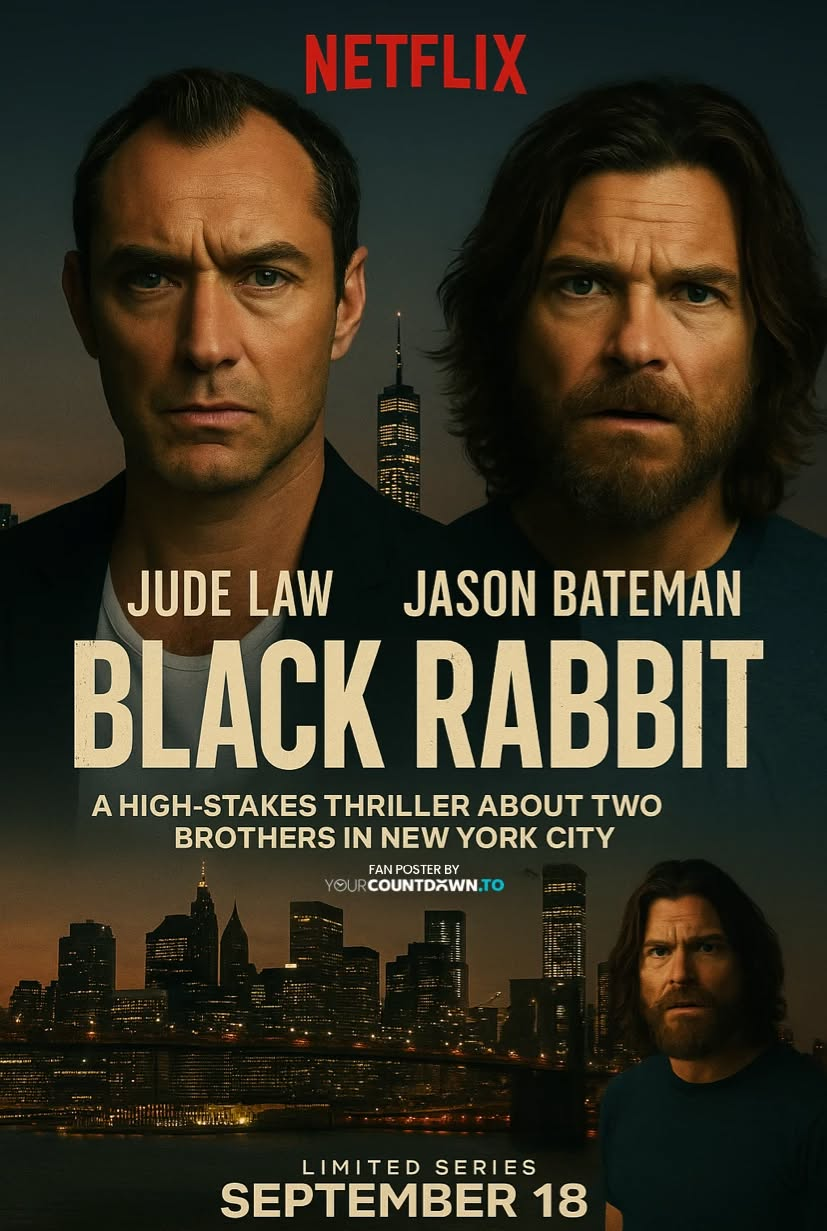 NETFLIX
JUDE LAW JASON BATEMAN
BLACK RABBIT
A HIGH-STAKES THRILLER ABOUT TWO
BROTHERS IN NEW YORK CITY
FAN POSTER BY
YOURCOUNTDOWN.TO
LIMITED SERIES
SEPTEMBER 18